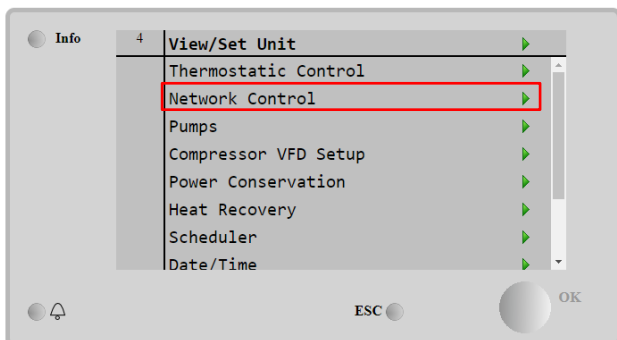 Info
4 View/Set Unit
Thermostatic Control
Network Control
Pumps
Compressor VFD Setup
Power Conservation
Heat Recovery
Scheduler
Date/Time
ESC
OK